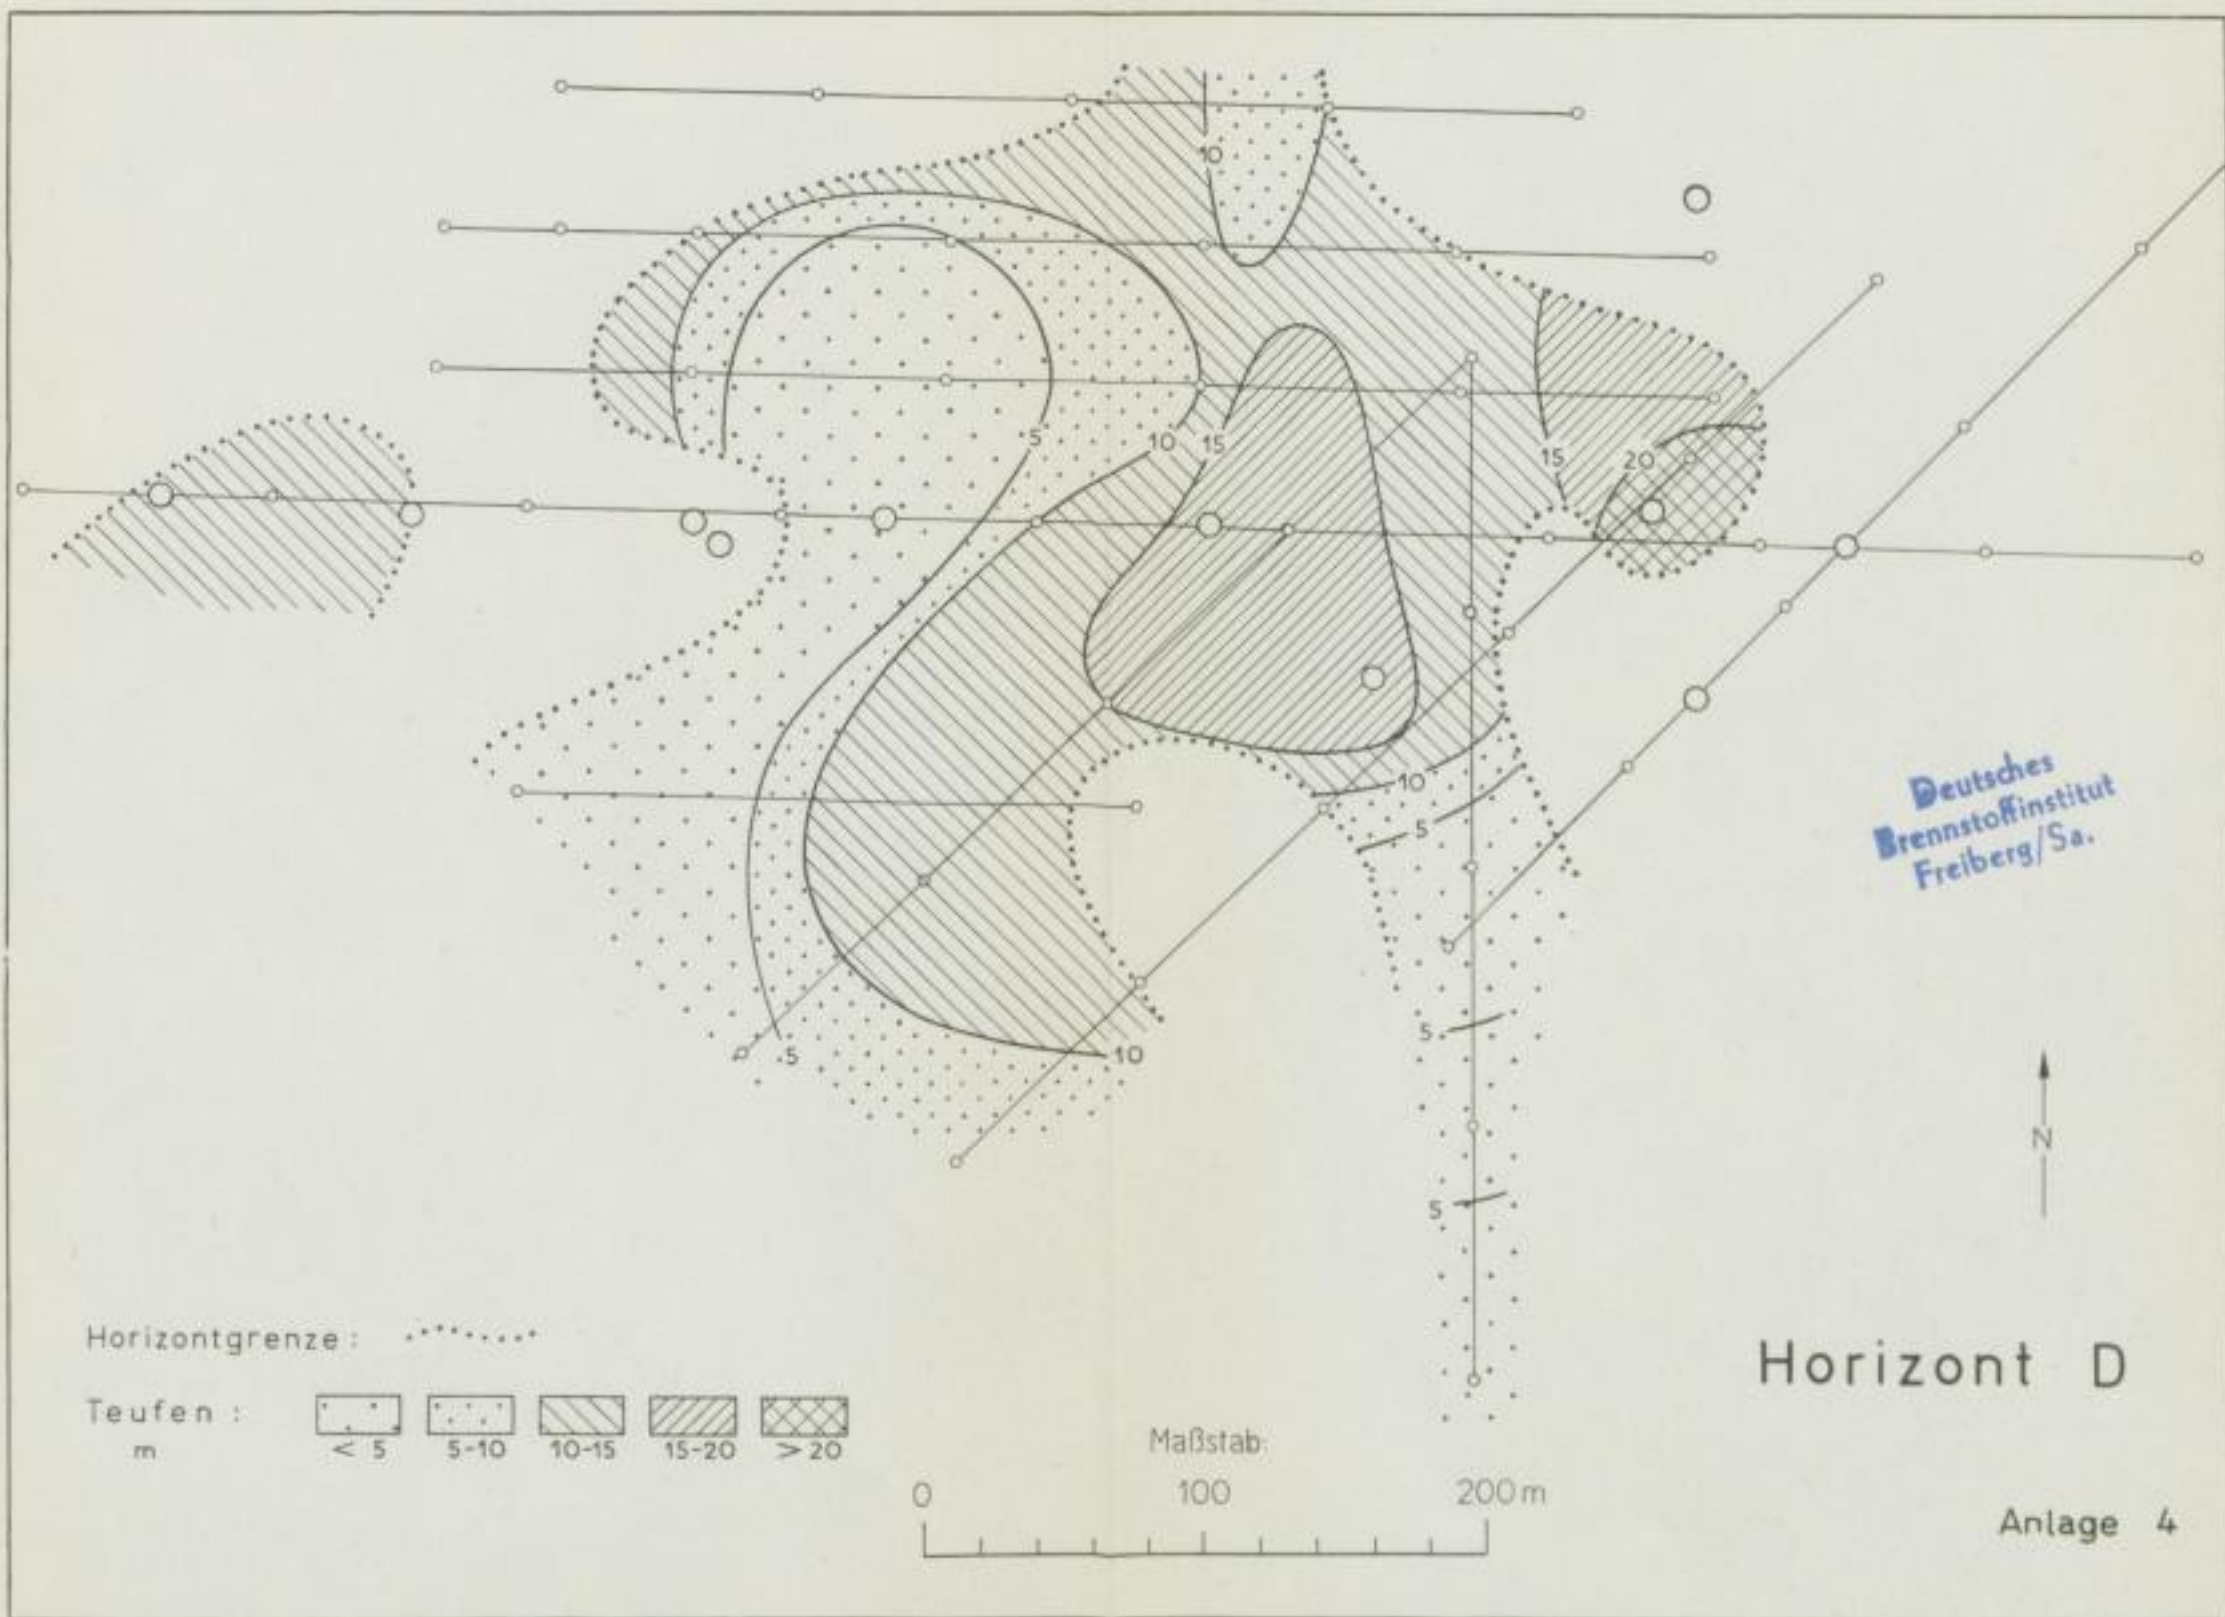 10
5
10
15
15
20
10
5
5
5
10
5
Deutsches
Brennstoffinstitut
Freiberg/Sa.
N
Horizontgrenze :
Teufen :
m
< 5 5-10 10-15 15-20 > 20
Maßstab:
0 100 200 m
Horizont D
Anlage 4